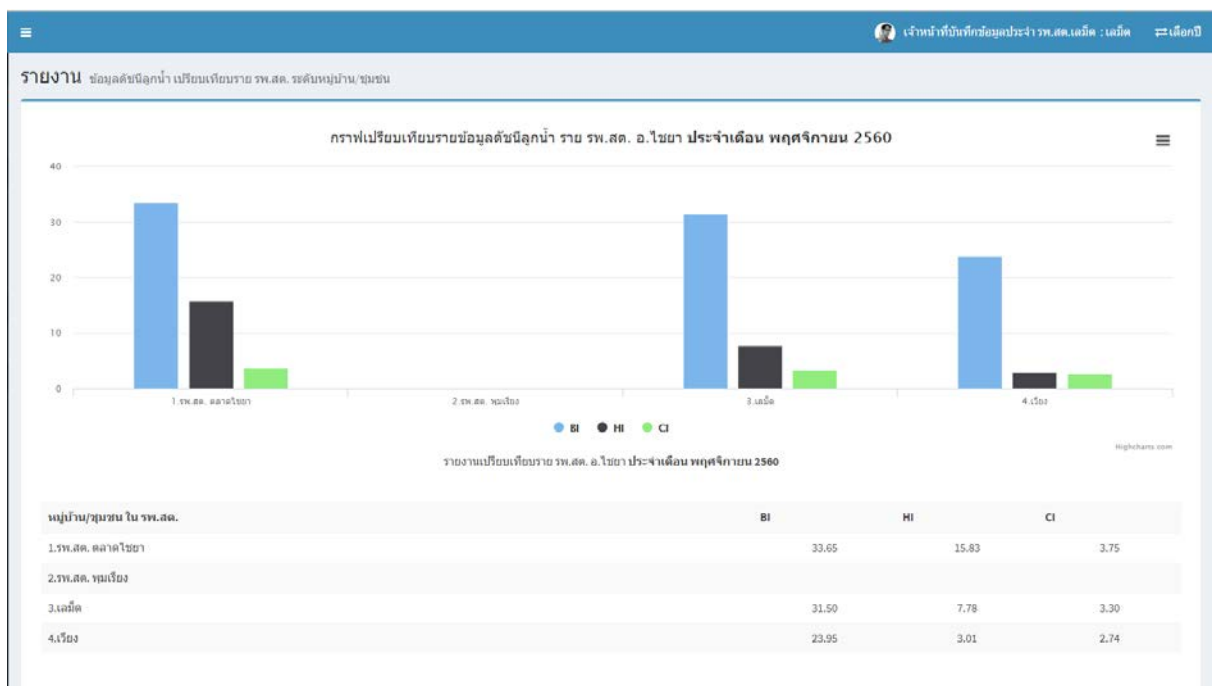 เจ้าหน้าที่บันทึกข้อมูลประจำ รพ.สต.เลม็ด : เลม็ด เลือกปี
รายงาน ข้อมูลดัชนีลูกน้ำ เปรียบเทียบราย รพ.สต. ระดับหมู่บ้าน/ชุมชน
กราฟเปรียบเทียบรายข้อมูลดัชนีลูกน้ำ ราย รพ.สต. อ.ไชยา ประจำเดือน พฤศจิกายน 2560
40
30
20
10
0
1.รพ.สต. ตลาดไชยา 2.รพ.สต. พุมเรียง 3.เลม็ด 4.เวียง
BI HI CI
Highcharts.com
รายงานเปรียบเทียบราย รพ.สต. อ.ไชยา ประจำเดือน พฤศจิกายน 2560
หมู่บ้าน/ชุมชน ใน รพ.สต. BI HI CI
1.รพ.สต. ตลาดไชยา 33.65 15.83 3.75
2.รพ.สต. พุมเรียง
3.เลม็ด 31.50 7.78 3.30
4.เวียง 23.95 3.01 2.74